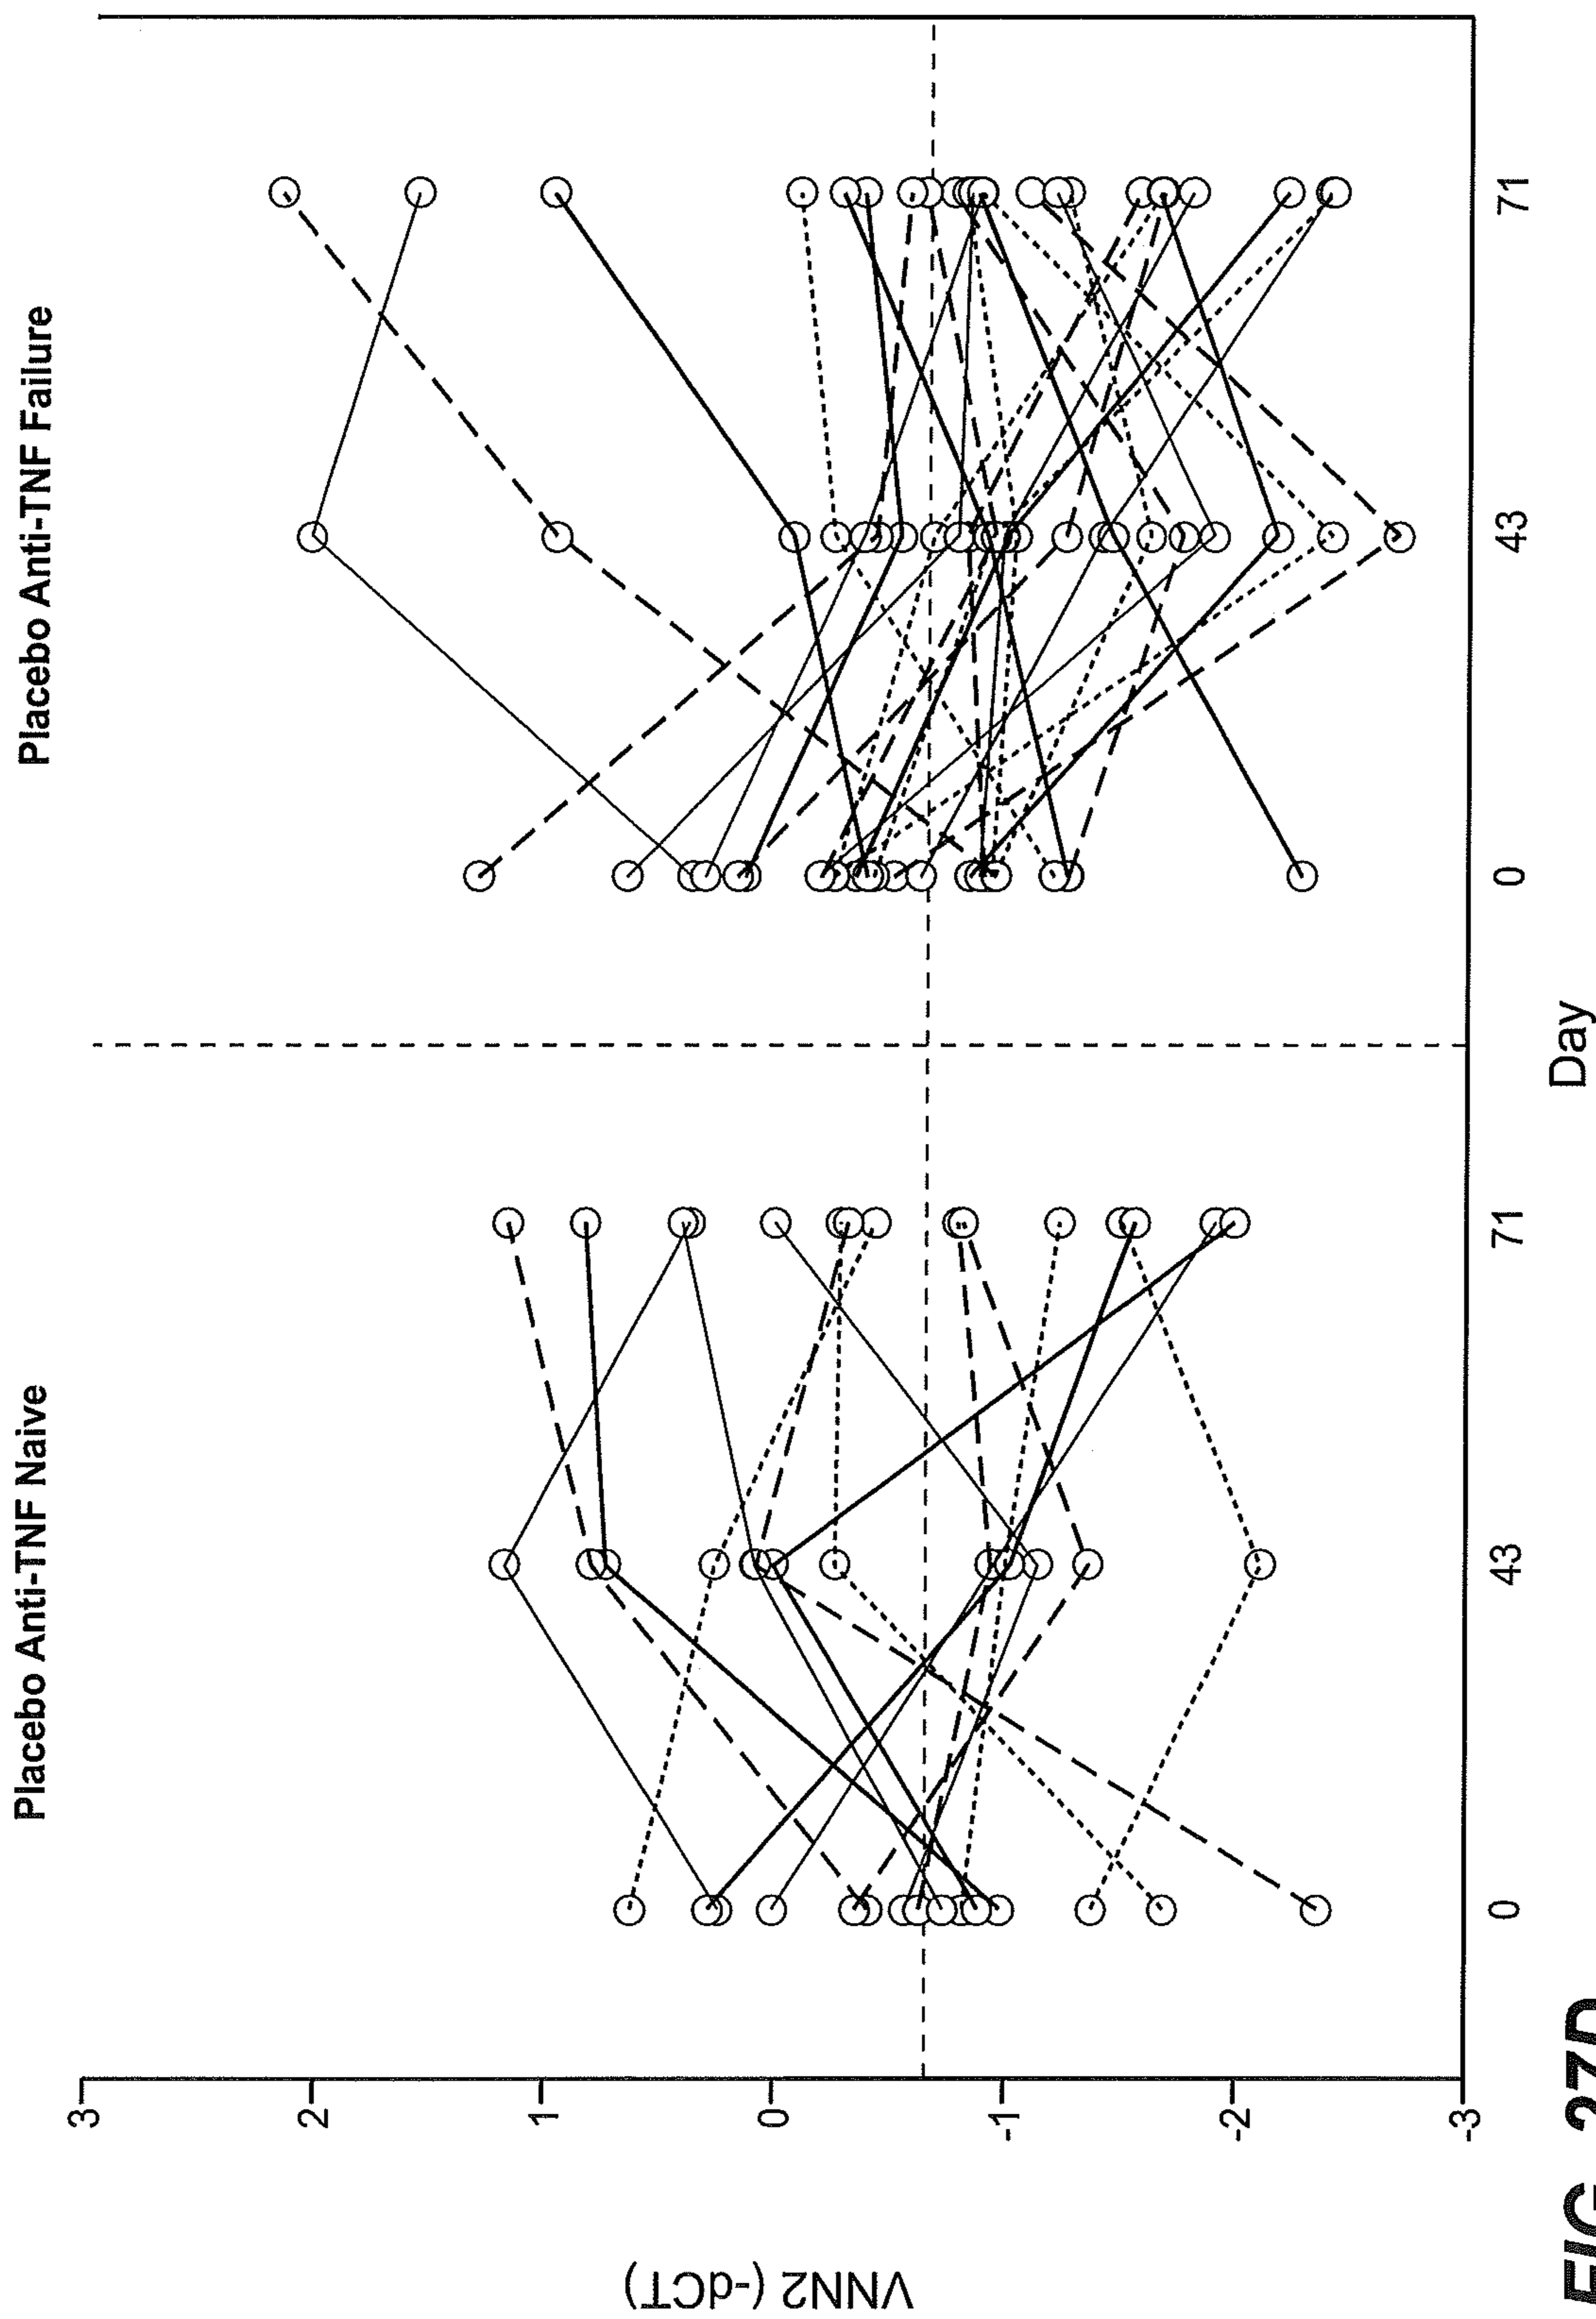 Placebo Anti-TNF Naive
Placebo Anti-TNF Failure
VNN2 (-dCT)
3
2
1
0
-1
-2
-3
0
43
71
0
43
71
Day
FIG. 27D